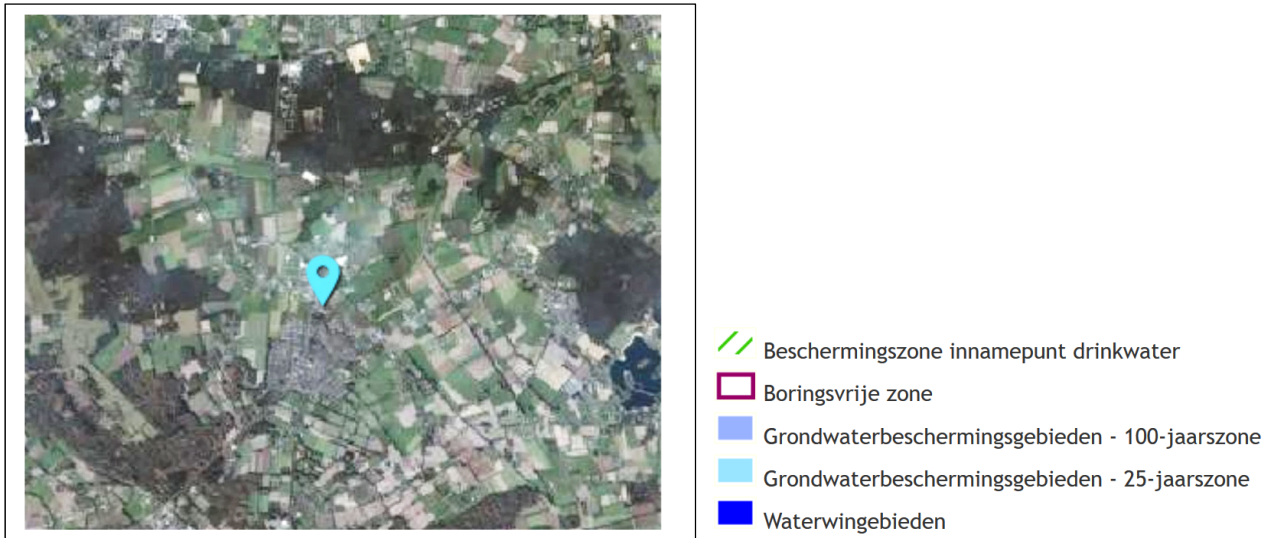 Beschermingszone innamepunt drinkwater
Boringsvrije zone
Grondwaterbeschermingsgebieden - 100-jaarszone
Grondwaterbeschermingsgebieden - 25-jaarszone
Waterwingebieden